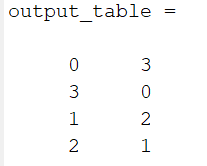 output_table =
0 3
3 0
1 2
2 1